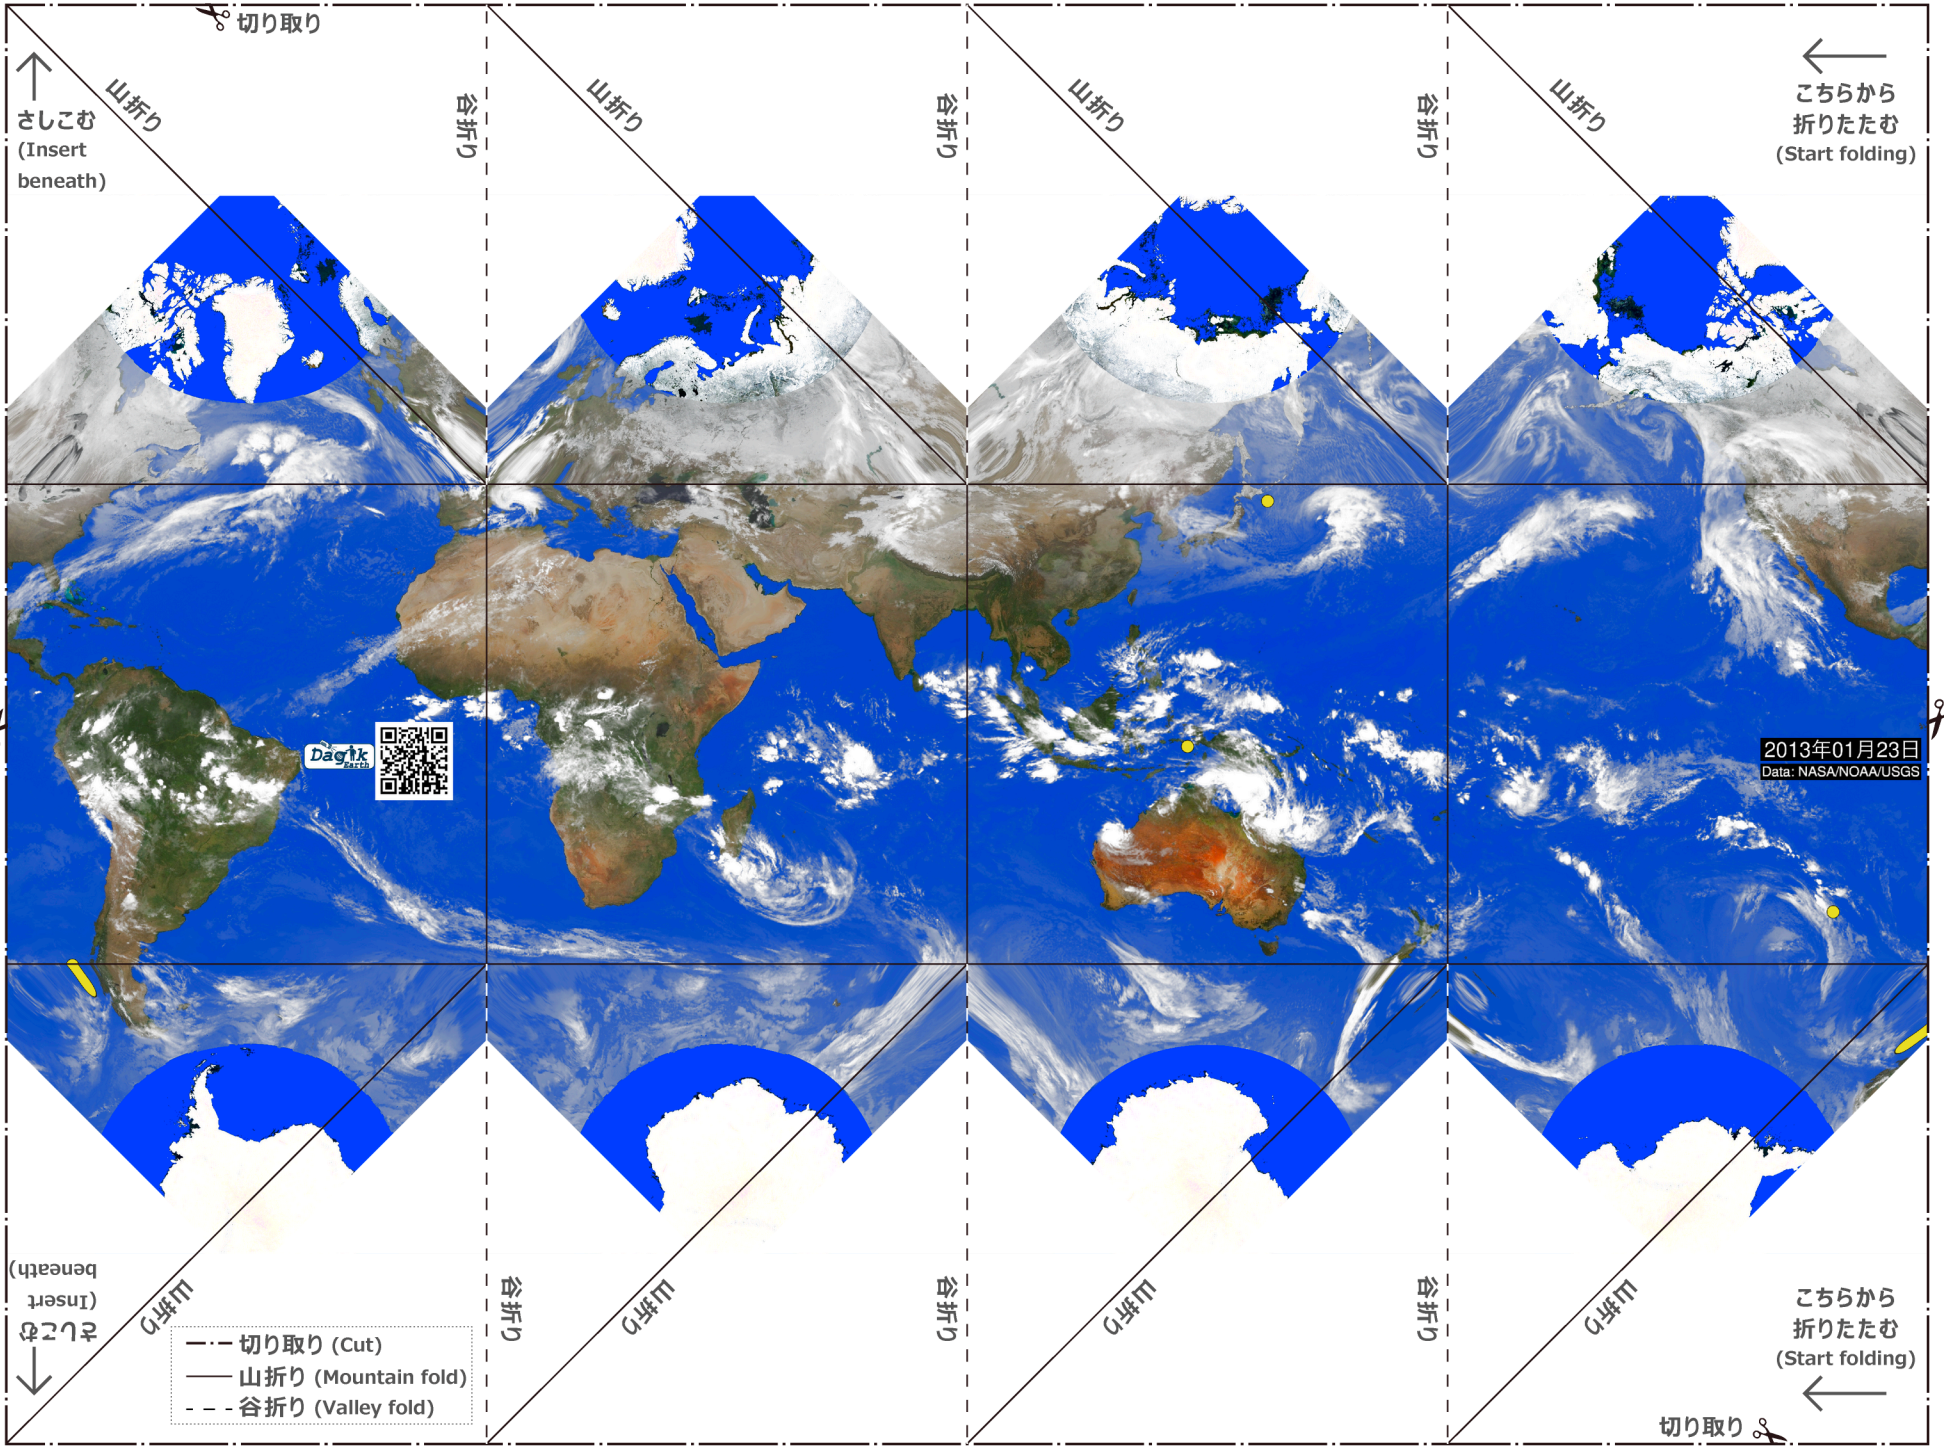 切り取り
さしこむ
(Insert
beneath)
山折り
谷折り
山折り
谷折り
山折り
谷折り
山折り
こちらから
折りたたむ
(Start folding)
Dagik
Earth
2013年01月23日
Data: NASA/NOAA/USGS
さしこむ
(Insert
beneath)
山折り
谷折り
山折り
谷折り
山折り
谷折り
山折り
こちらから
折りたたむ
(Start folding)
切り取り (Cut)
山折り (Mountain fold)
谷折り (Valley fold)
切り取り